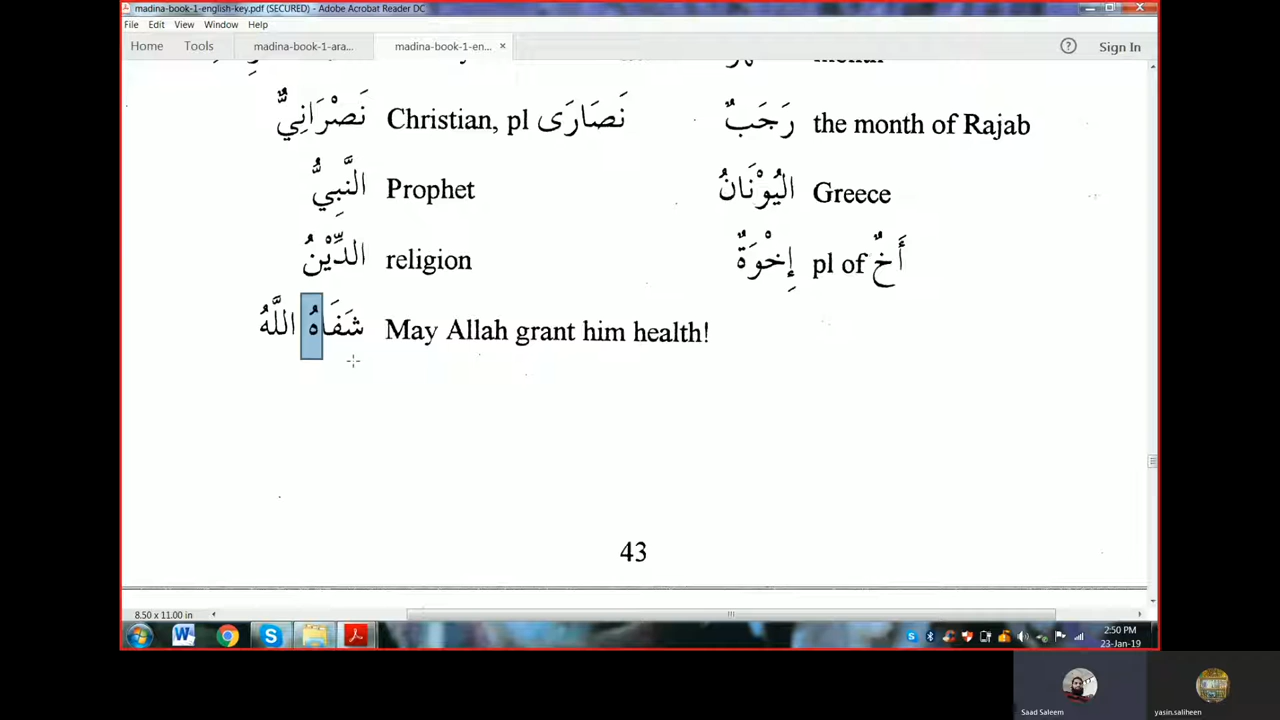 madina-book-1-english-key.pdf (SECURED) - Adobe Acrobat Reader DC
File Edit View Window Help
Home Tools madina-book-1-ara... madina-book-1-en... × ? Sign In
نَصْرَانِيٌّ Christian, pl نَصَارَى
رَجَبٌ the month of Rajab
النَّبِيُّ Prophet
اليُوْنَانُ Greece
الدِّيْنُ religion
إِخْوَةٌ pl of أَخٌ
شَفَاهُ اللَّهُ May Allah grant him health!
43
8.50 x 11.00 in
2:50 PM
23-Jan-19
Saad Saleem
yasin.saliheen